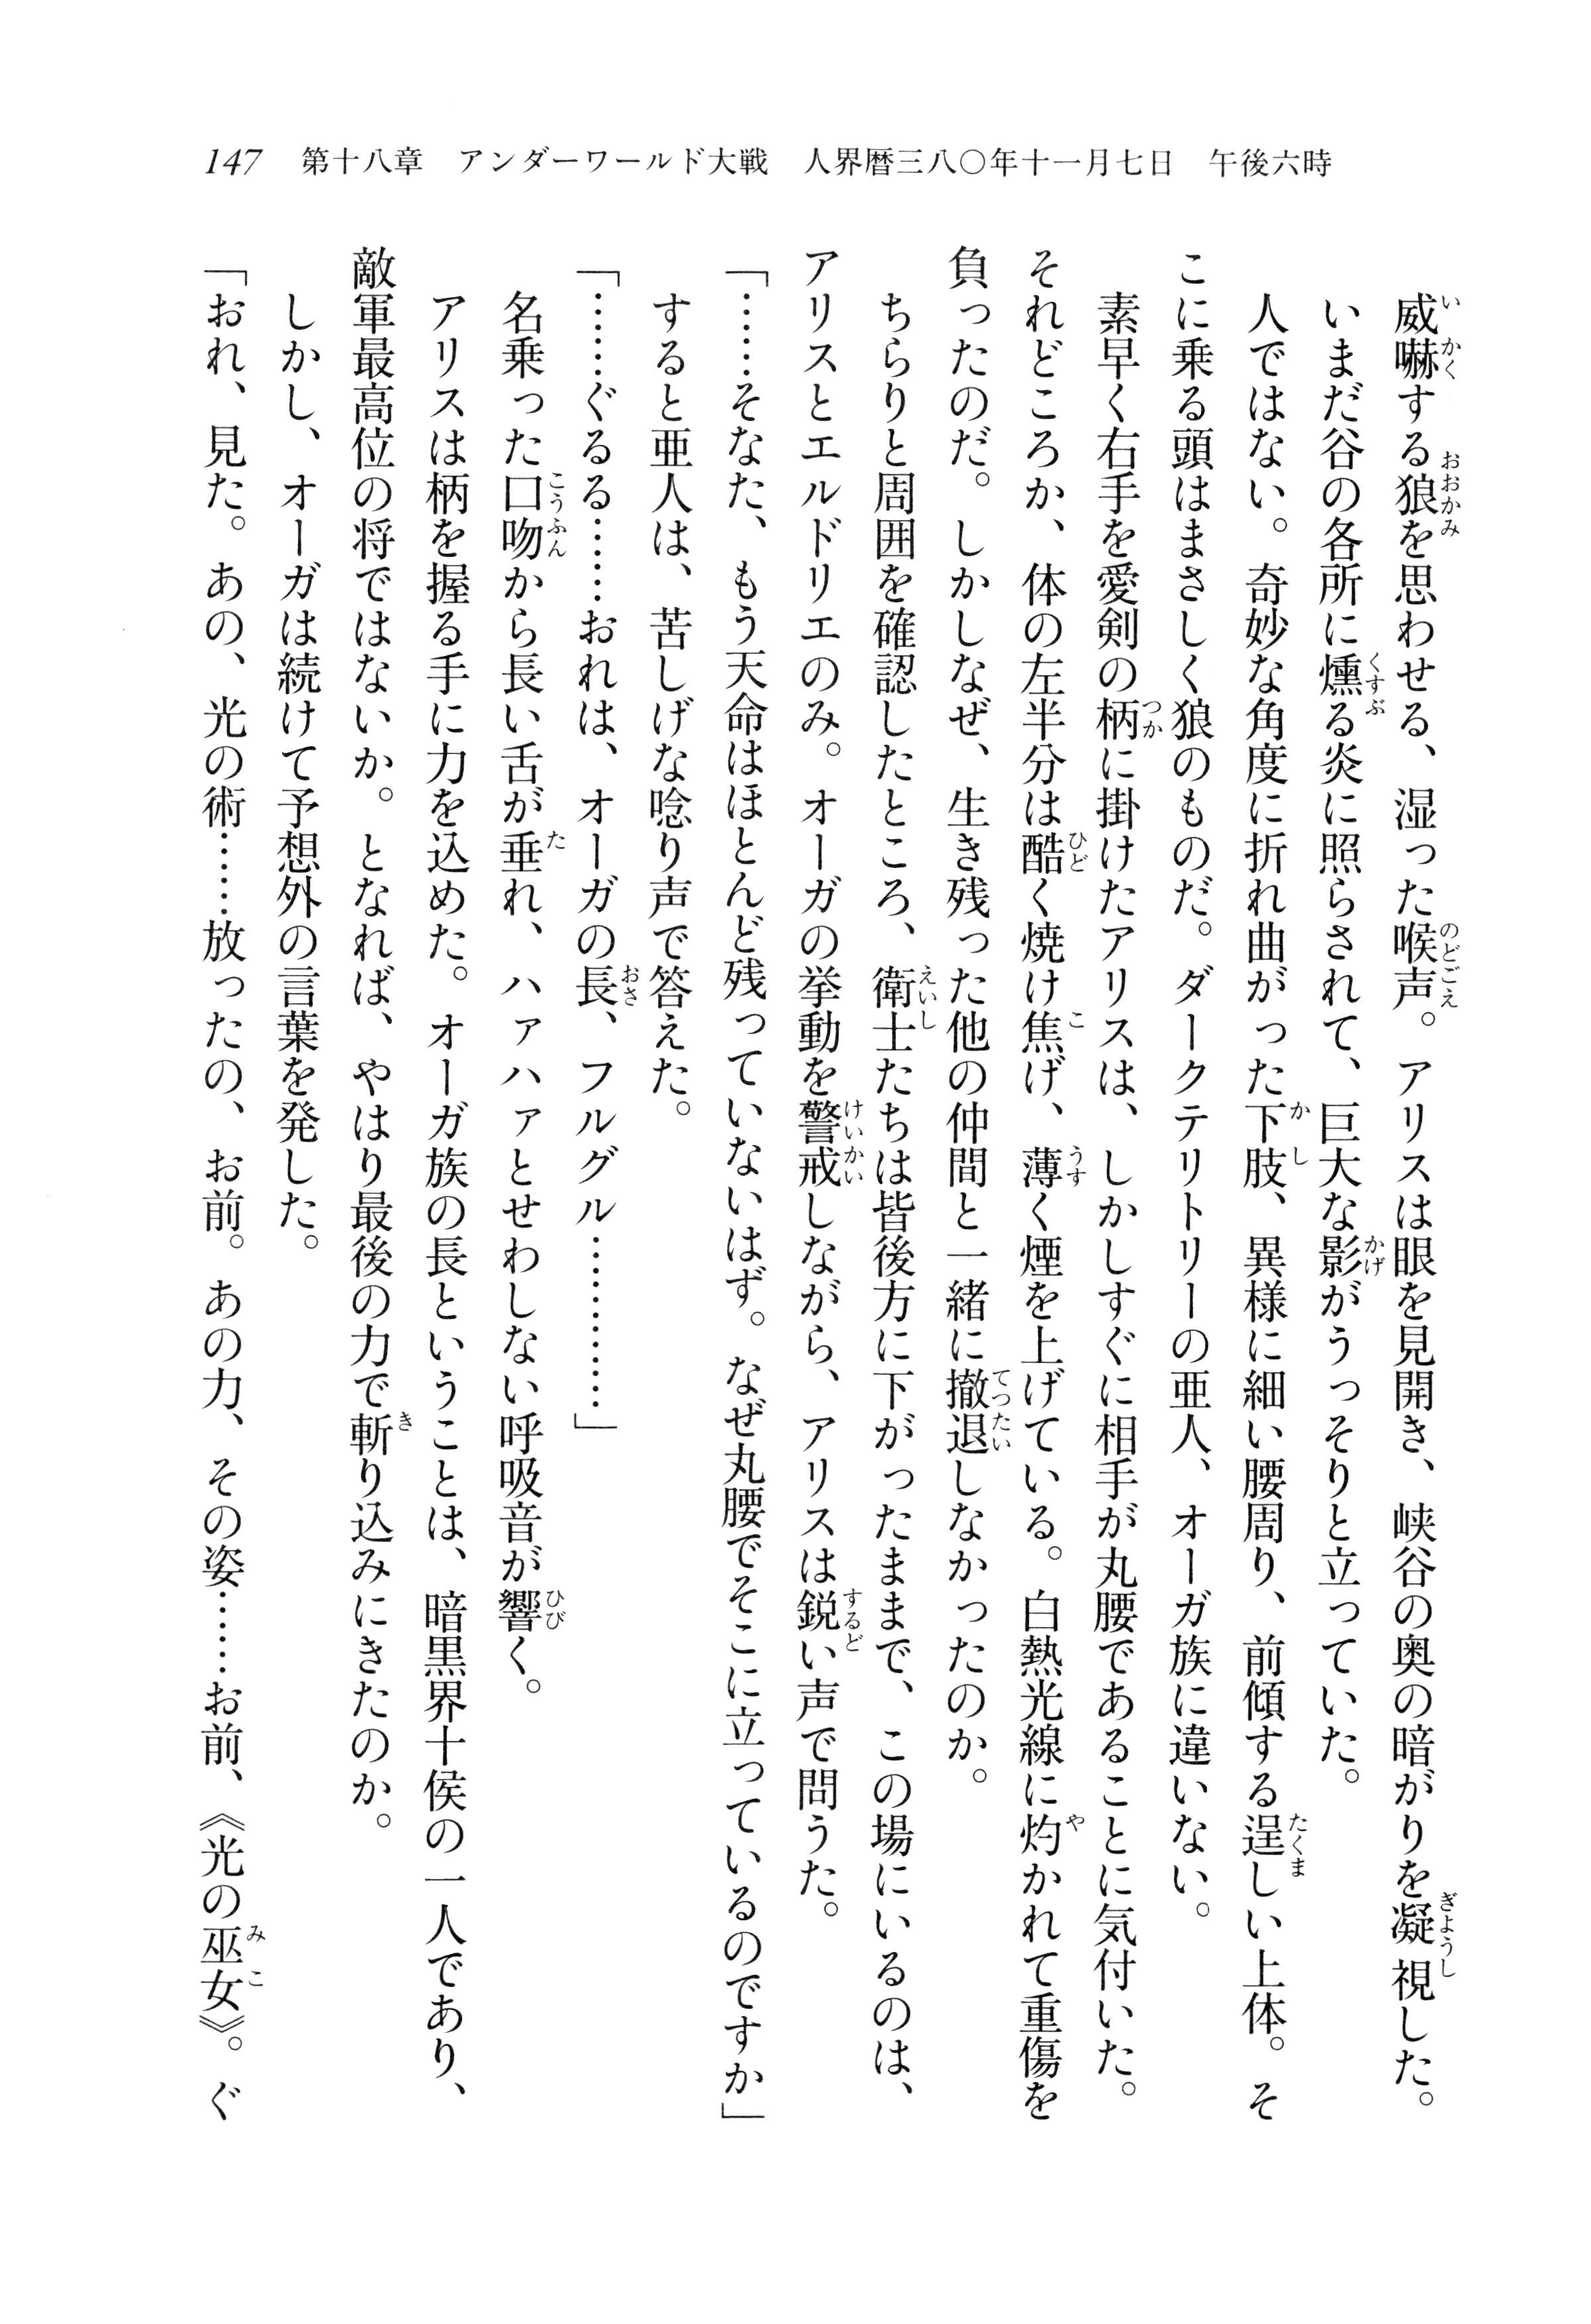 147　第十八章　アンダーワールド大戦　人界暦三八〇年十一月七日　午後六時
　威嚇する狼を思わせる、湿った喉声。アリスは眼を見開き、峡谷の奥の暗がりを凝視した。
　いまだ谷の各所に燻る炎に照らされて、巨大な影がうっそりと立っていた。
　人ではない。奇妙な角度に折れ曲がった下肢、異様に細い腰周り、前傾する逞しい上体。そ
こに乗る頭はまさしく狼のものだ。ダークテリトリーの亜人、オーガ族に違いない。
　素早く右手を愛剣の柄に掛けたアリスは、しかしすぐに相手が丸腰であることに気付いた。
それどころか、体の左半分は酷く焼け焦げ、薄く煙を上げている。白熱光線に灼かれて重傷を
負ったのだ。しかしなぜ、生き残った他の仲間と一緒に撤退しなかったのか。
　ちらりと周囲を確認したところ、衛士たちは皆後方に下がったままで、この場にいるのは、
アリスとエルドリエのみ。オーガの挙動を警戒しながら、アリスは鋭い声で問うた。
「……そなた、もう天命はほとんど残っていないはず。なぜ丸腰でそこに立っているのですか」
　すると亜人は、苦しげな唸り声で答えた。
「……ぐるる……おれは、オーガの長、フルグル…………」
　名乗った口吻から長い舌が垂れ、ハァハァとせわしない呼吸音が響く。
　アリスは柄を握る手に力を込めた。オーガ族の長ということは、暗黒界十侯の一人であり、
敵軍最高位の将ではないか。となれば、やはり最後の力で斬り込みにきたのか。
　しかし、オーガは続けて予想外の言葉を発した。
「おれ、見た。あの、光の術……放ったの、お前。あの力、その姿……お前、《光の巫女》。ぐ